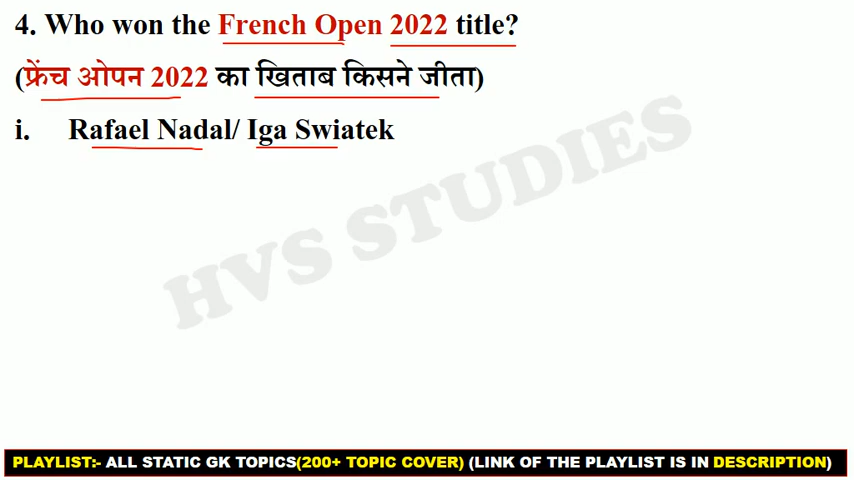 4. Who won the French Open 2022 title?
(फ्रेंच ओपन 2022 का खिताब किसने जीता)
i. Rafael Nadal/ Iga Swiatek
HVS STUDIES
PLAYLIST:- ALL STATIC GK TOPICS(200+ TOPIC COVER) (LINK OF THE PLAYLIST IS IN DESCRIPTION)